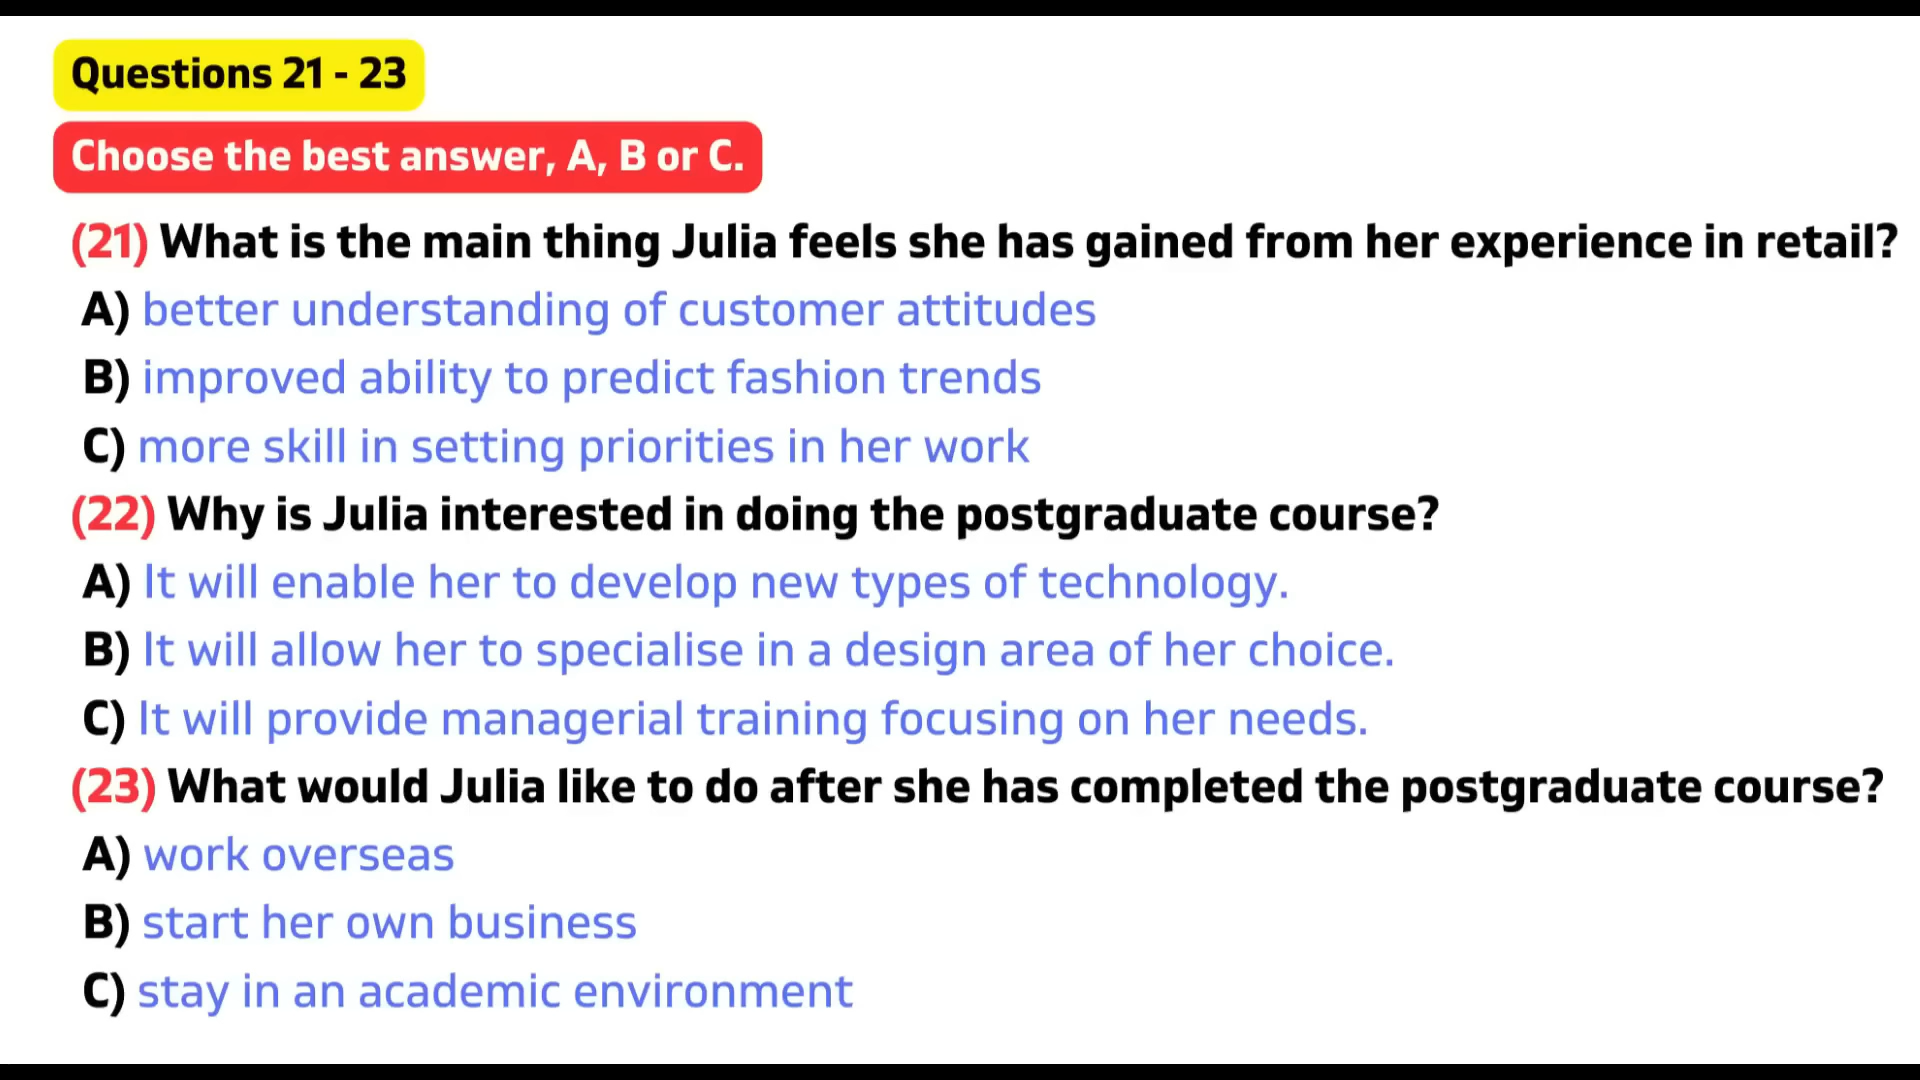 Questions 21 - 23
Choose the best answer, A, B or C.
(21) What is the main thing Julia feels she has gained from her experience in retail?
A) better understanding of customer attitudes
B) improved ability to predict fashion trends
C) more skill in setting priorities in her work
(22) Why is Julia interested in doing the postgraduate course?
A) It will enable her to develop new types of technology.
B) It will allow her to specialise in a design area of her choice.
C) It will provide managerial training focusing on her needs.
(23) What would Julia like to do after she has completed the postgraduate course?
A) work overseas
B) start her own business
C) stay in an academic environment